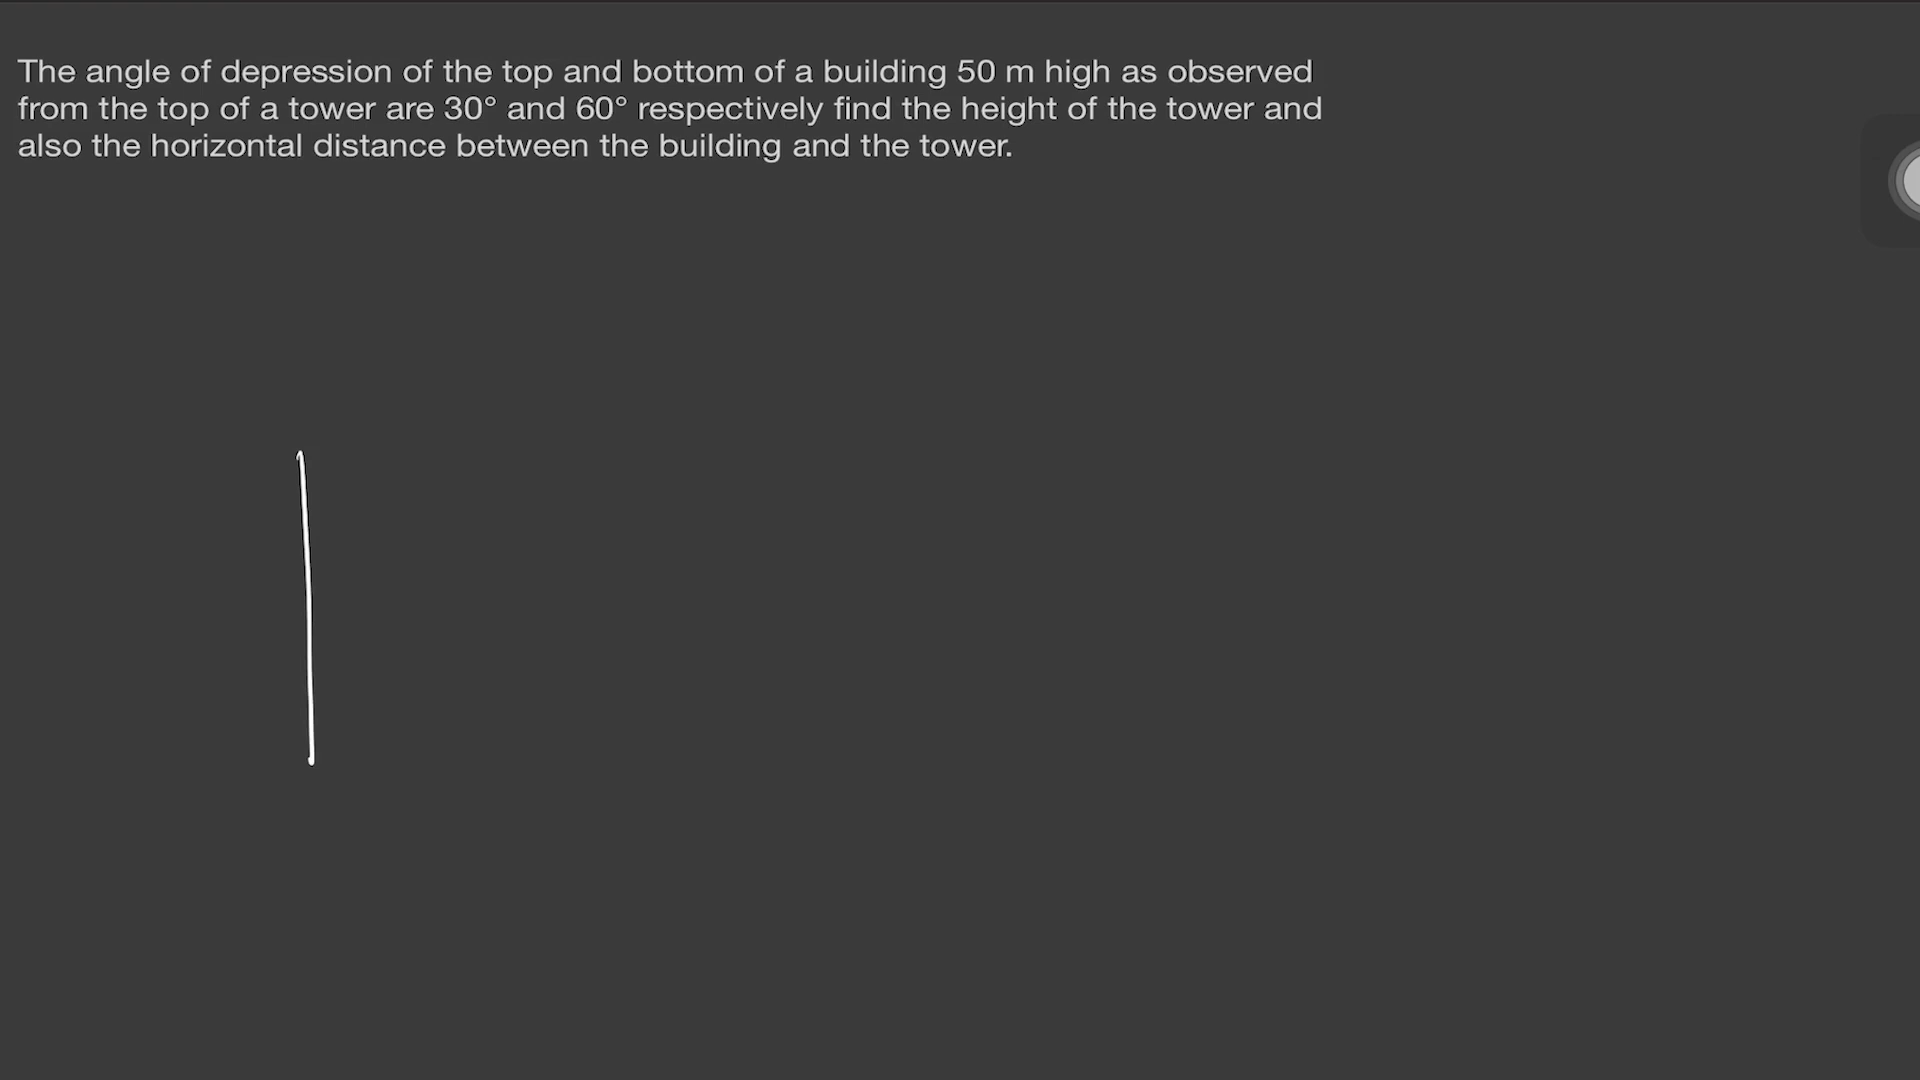 The angle of depression of the top and bottom of a building 50 m high as observed
from the top of a tower are 30° and 60° respectively find the height of the tower and
also the horizontal distance between the building and the tower.